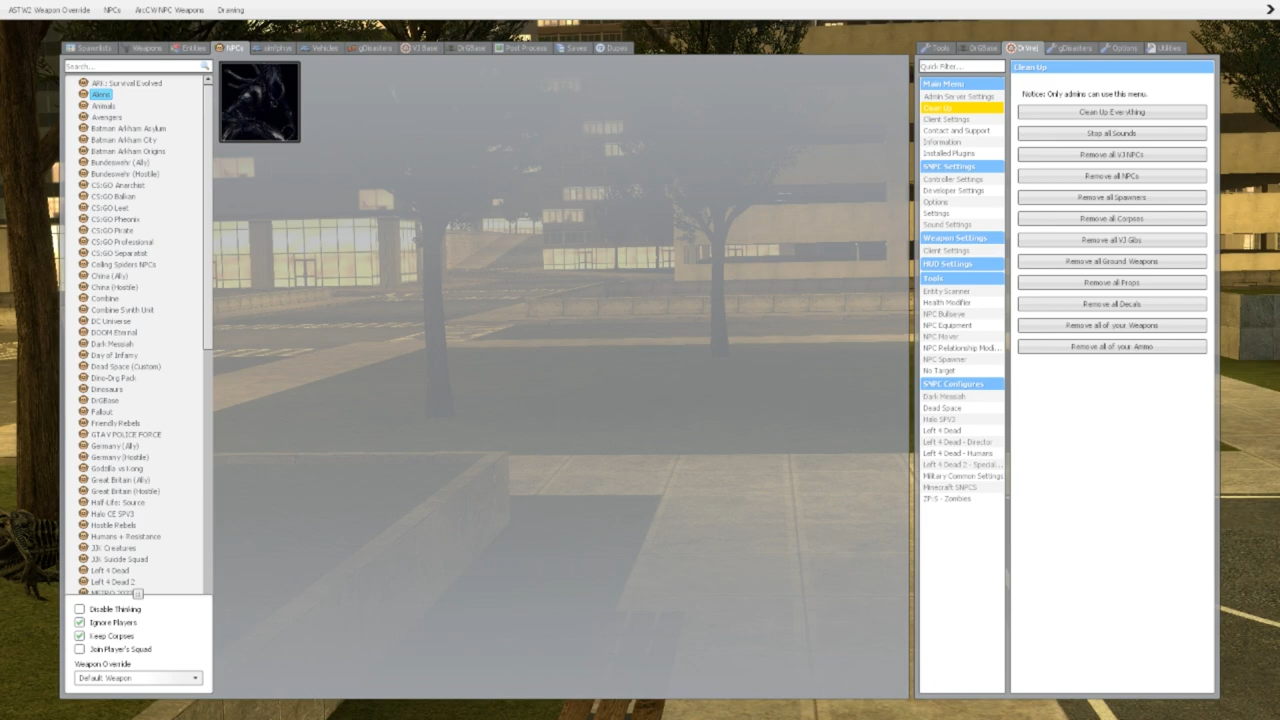 ASTW2 Weapon Override NPCs ArcCW NPC Weapons Drawing
Spawnlists Weapons Entities NPCs simfphys Vehicles gDisasters VJ Base DrGBase Post Process Saves Dupes
Tools DrGBase DrVrej gDisasters Options Utilities
Search...
ARK: Survival Evolved
Aliens
Animals
Avengers
Batman Arkham Asylum
Batman Arkham City
Batman Arkham Origins
Bundeswehr (Ally)
Bundeswehr (Hostile)
CS:GO Anarchist
CS:GO Balkan
CS:GO Leet
CS:GO Pheonix
CS:GO Pirate
CS:GO Professional
CS:GO Separatist
Ceiling Spiders NPCs
China (Ally)
China (Hostile)
Combine
Combine Synth Unit
DC Universe
DOOM Eternal
Dark Messiah
Day of Infamy
Dead Space (Custom)
Dino-Org Pack
Dinosaurs
DrGBase
Fallout
Friendly Rebels
GTA V POLICE FORCE
Germany (Ally)
Germany (Hostile)
Godzilla vs Kong
Great Britain (Ally)
Great Britain (Hostile)
Half-Life: Source
Halo CE SPV3
Hostile Rebels
Humans + Resistance
JJK Creatures
JJK Suicide Squad
Left 4 Dead
Left 4 Dead 2
Disable Thinking
Ignore Players
Keep Corpses
Join Player's Squad
Weapon Override
Default Weapon
Quick Filter...
Main Menu
Admin Server Settings
Clean Up
Client Settings
Contact and Support
Information
Installed Plugins
SNPC Settings
Controller Settings
Developer Settings
Options
Settings
Sound Settings
Weapon Settings
Client Settings
HUD Settings
Tools
Entity Scanner
Health Modifier
NPC Bullseye
NPC Equipment
NPC Mover
NPC Relationship Modi...
NPC Spawner
No Target
SNPC Configures
Dark Messiah
Dead Space
Halo SPV3
Left 4 Dead
Left 4 Dead - Director
Left 4 Dead - Humans
Left 4 Dead 2 - Special...
Military Common Settings
Minecraft SNPCS
ZPS - Zombies
Clean Up
Notice: Only admins can use this menu.
Clean Up Everything
Stop all Sounds
Remove all VJ NPCs
Remove all NPCs
Remove all Spawners
Remove all Corpses
Remove all VJ Gibs
Remove all Ground Weapons
Remove all Props
Remove all Decals
Remove all of your Weapons
Remove all of your Ammo